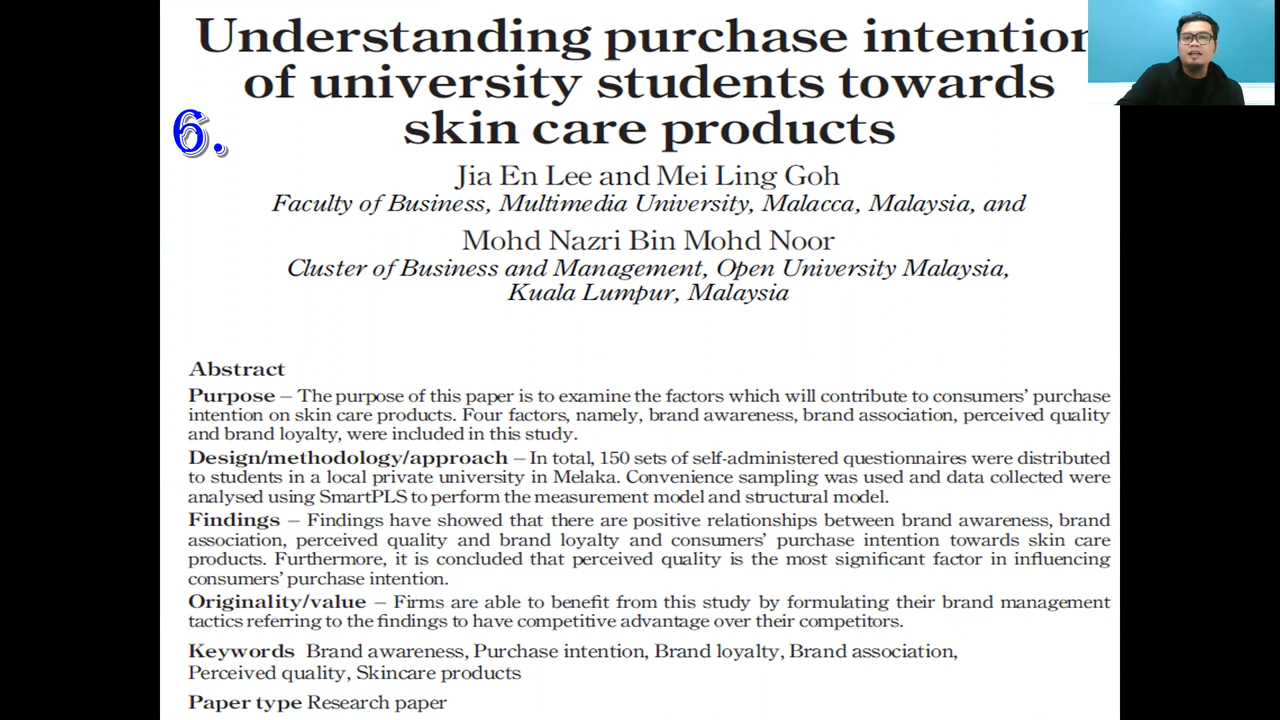 Understanding purchase intention
of university students towards
skin care products
6.
Jia En Lee and Mei Ling Goh
Faculty of Business, Multimedia University, Malacca, Malaysia, and
Mohd Nazri Bin Mohd Noor
Cluster of Business and Management, Open University Malaysia,
Kuala Lumpur, Malaysia
Abstract
Purpose – The purpose of this paper is to examine the factors which will contribute to consumers’ purchase
intention on skin care products. Four factors, namely, brand awareness, brand association, perceived quality
and brand loyalty, were included in this study.
Design/methodology/approach – In total, 150 sets of self-administered questionnaires were distributed
to students in a local private university in Melaka. Convenience sampling was used and data collected were
analysed using SmartPLS to perform the measurement model and structural model.
Findings – Findings have showed that there are positive relationships between brand awareness, brand
association, perceived quality and brand loyalty and consumers’ purchase intention towards skin care
products. Furthermore, it is concluded that perceived quality is the most significant factor in influencing
consumers’ purchase intention.
Originality/value – Firms are able to benefit from this study by formulating their brand management
tactics referring to the findings to have competitive advantage over their competitors.
Keywords Brand awareness, Purchase intention, Brand loyalty, Brand association,
Perceived quality, Skincare products
Paper type Research paper